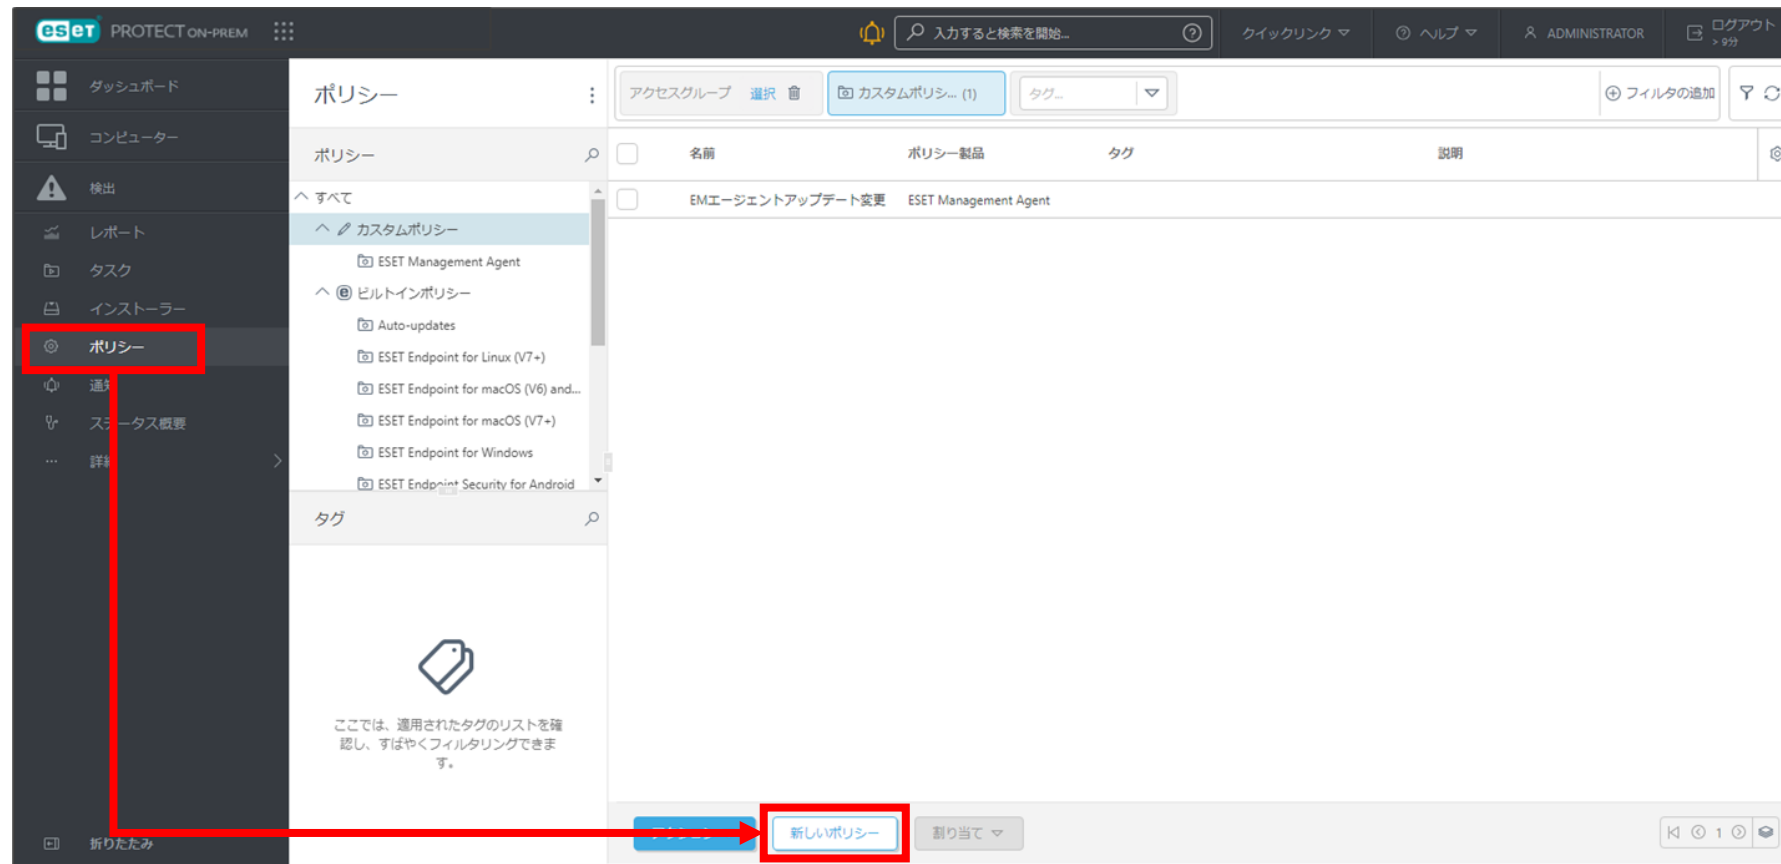 eset PROTECT ON-PREM
入力すると検索を開始...
クイックリンク
ヘルプ
ADMINISTRATOR
ログアウト
> 9分
ダッシュボード
コンピューター
検出
レポート
タスク
インストーラー
ポリシー
通知
ステータス概要
詳細
折りたたみ
ポリシー
ポリシー
すべて
カスタムポリシー
ESET Management Agent
ビルトインポリシー
Auto-updates
ESET Endpoint for Linux (V7+)
ESET Endpoint for macOS (V6) and...
ESET Endpoint for macOS (V7+)
ESET Endpoint for Windows
ESET Endpoint Security for Android
タグ
ここでは、適用されたタグのリストを確
認し、すばやくフィルタリングできま
す。
アクセスグループ 選択
カスタムポリシ... (1)
タグ...
フィルタの追加
名前 ポリシー製品 タグ 説明
EMエージェントアップデート変更 ESET Management Agent
新しいポリシー
割り当て
1